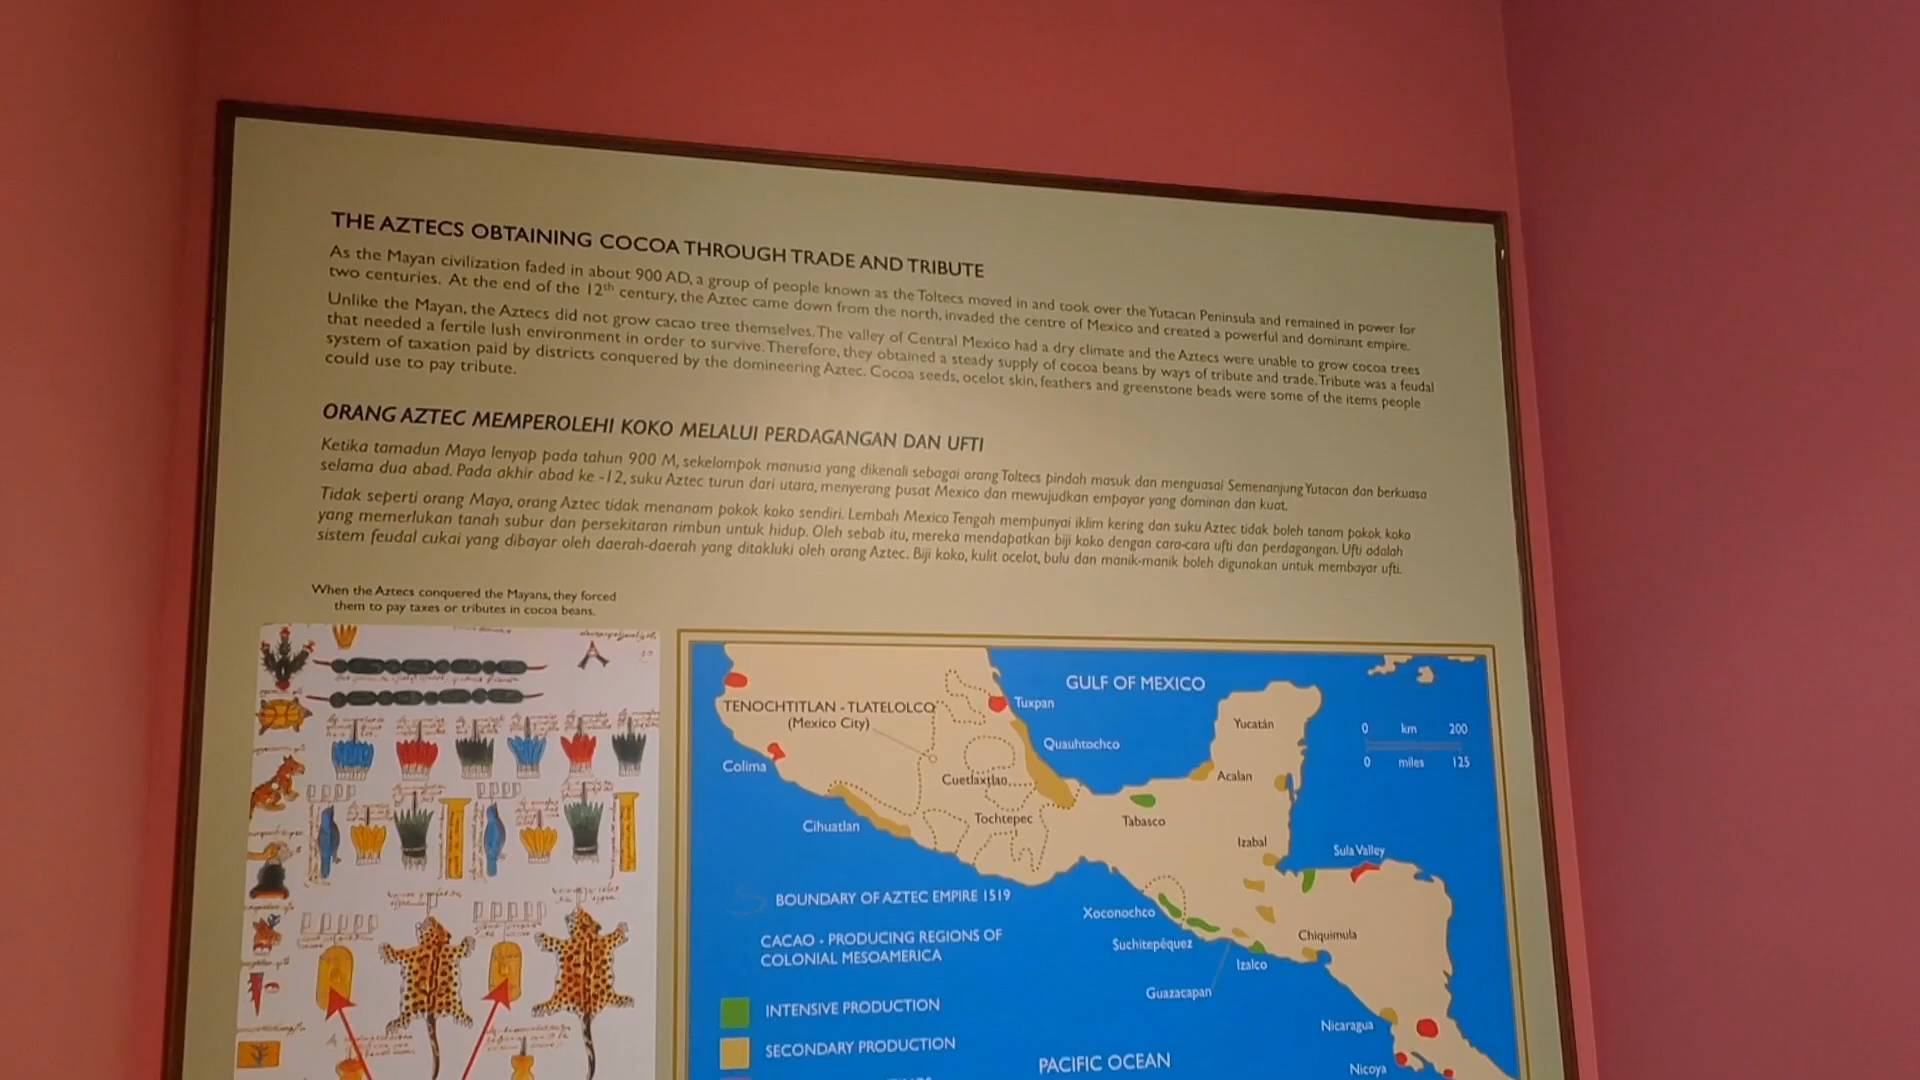 THE AZTECS OBTAINING COCOA THROUGH TRADE AND TRIBUTE
As the Mayan civilization faded in about 900 AD, a group of people known as the Toltecs moved in and took over the Yutacan Peninsula and remained in power for
two centuries. At the end of the 12th century, the Aztec came down from the north, invaded the centre of Mexico and created a powerful and dominant empire.
Unlike the Mayan, the Aztecs did not grow cacao tree themselves. The valley of Central Mexico had a dry climate and the Aztecs were unable to grow cocoa trees
that needed a fertile lush environment in order to survive. Therefore, they obtained a steady supply of cocoa beans by ways of tribute and trade. Tribute was a feudal
system of taxation paid by districts conquered by the domineering Aztec. Cocoa seeds, ocelot skin, feathers and greenstone beads were some of the items people
could use to pay tribute.
ORANG AZTEC MEMPEROLEHI KOKO MELALUI PERDAGANGAN DAN UFTI
Ketika tamadun Maya lenyap pada tahun 900 M, sekelompok manusia yang dikenali sebagai orang Toltecs pindah masuk dan menguasai Semenanjung Yutacan dan berkuasa
selama dua abad. Pada akhir abad ke -12, suku Aztec turun dari utara, menyerang pusat Mexico dan mewujudkan empayar yang dominan dan kuat.
Tidak seperti orang Maya, orang Aztec tidak menanam pokok koko sendiri. Lembah Mexico Tengah mempunyai iklim kering dan suku Aztec tidak boleh tanam pokok koko
yang memerlukan tanah subur dan persekitaran rimbun untuk hidup. Oleh sebab itu, mereka mendapatkan biji koko dengan cara-cara ufti dan perdagangan. Ufti adalah
sistem feudal cukai yang dibayar oleh daerah-daerah yang ditakluki oleh orang Aztec. Biji koko, kulit ocelot, bulu dan manik-manik boleh digunakan untuk membayar ufti.
When the Aztecs conquered the Mayans, they forced
them to pay taxes or tributes in cocoa beans.
GULF OF MEXICO
TENOCHTITLAN - TLATELOLCO
(Mexico City)
Tuxpan
Yucatán
0 km 200
0 miles 125
Quauhtochco
Colima
Cuetlaxtlao
Acalan
Cihuatlan
Tochtepec
Tabasco
Izabal
Sula Valley
BOUNDARY OF AZTEC EMPIRE 1519
Xoconochco
CACAO - PRODUCING REGIONS OF
COLONIAL MESOAMERICA
Suchitepéquez
Chiquimula
Izalco
Guazacapan
INTENSIVE PRODUCTION
Nicaragua
SECONDARY PRODUCTION
PACIFIC OCEAN
Nicoya